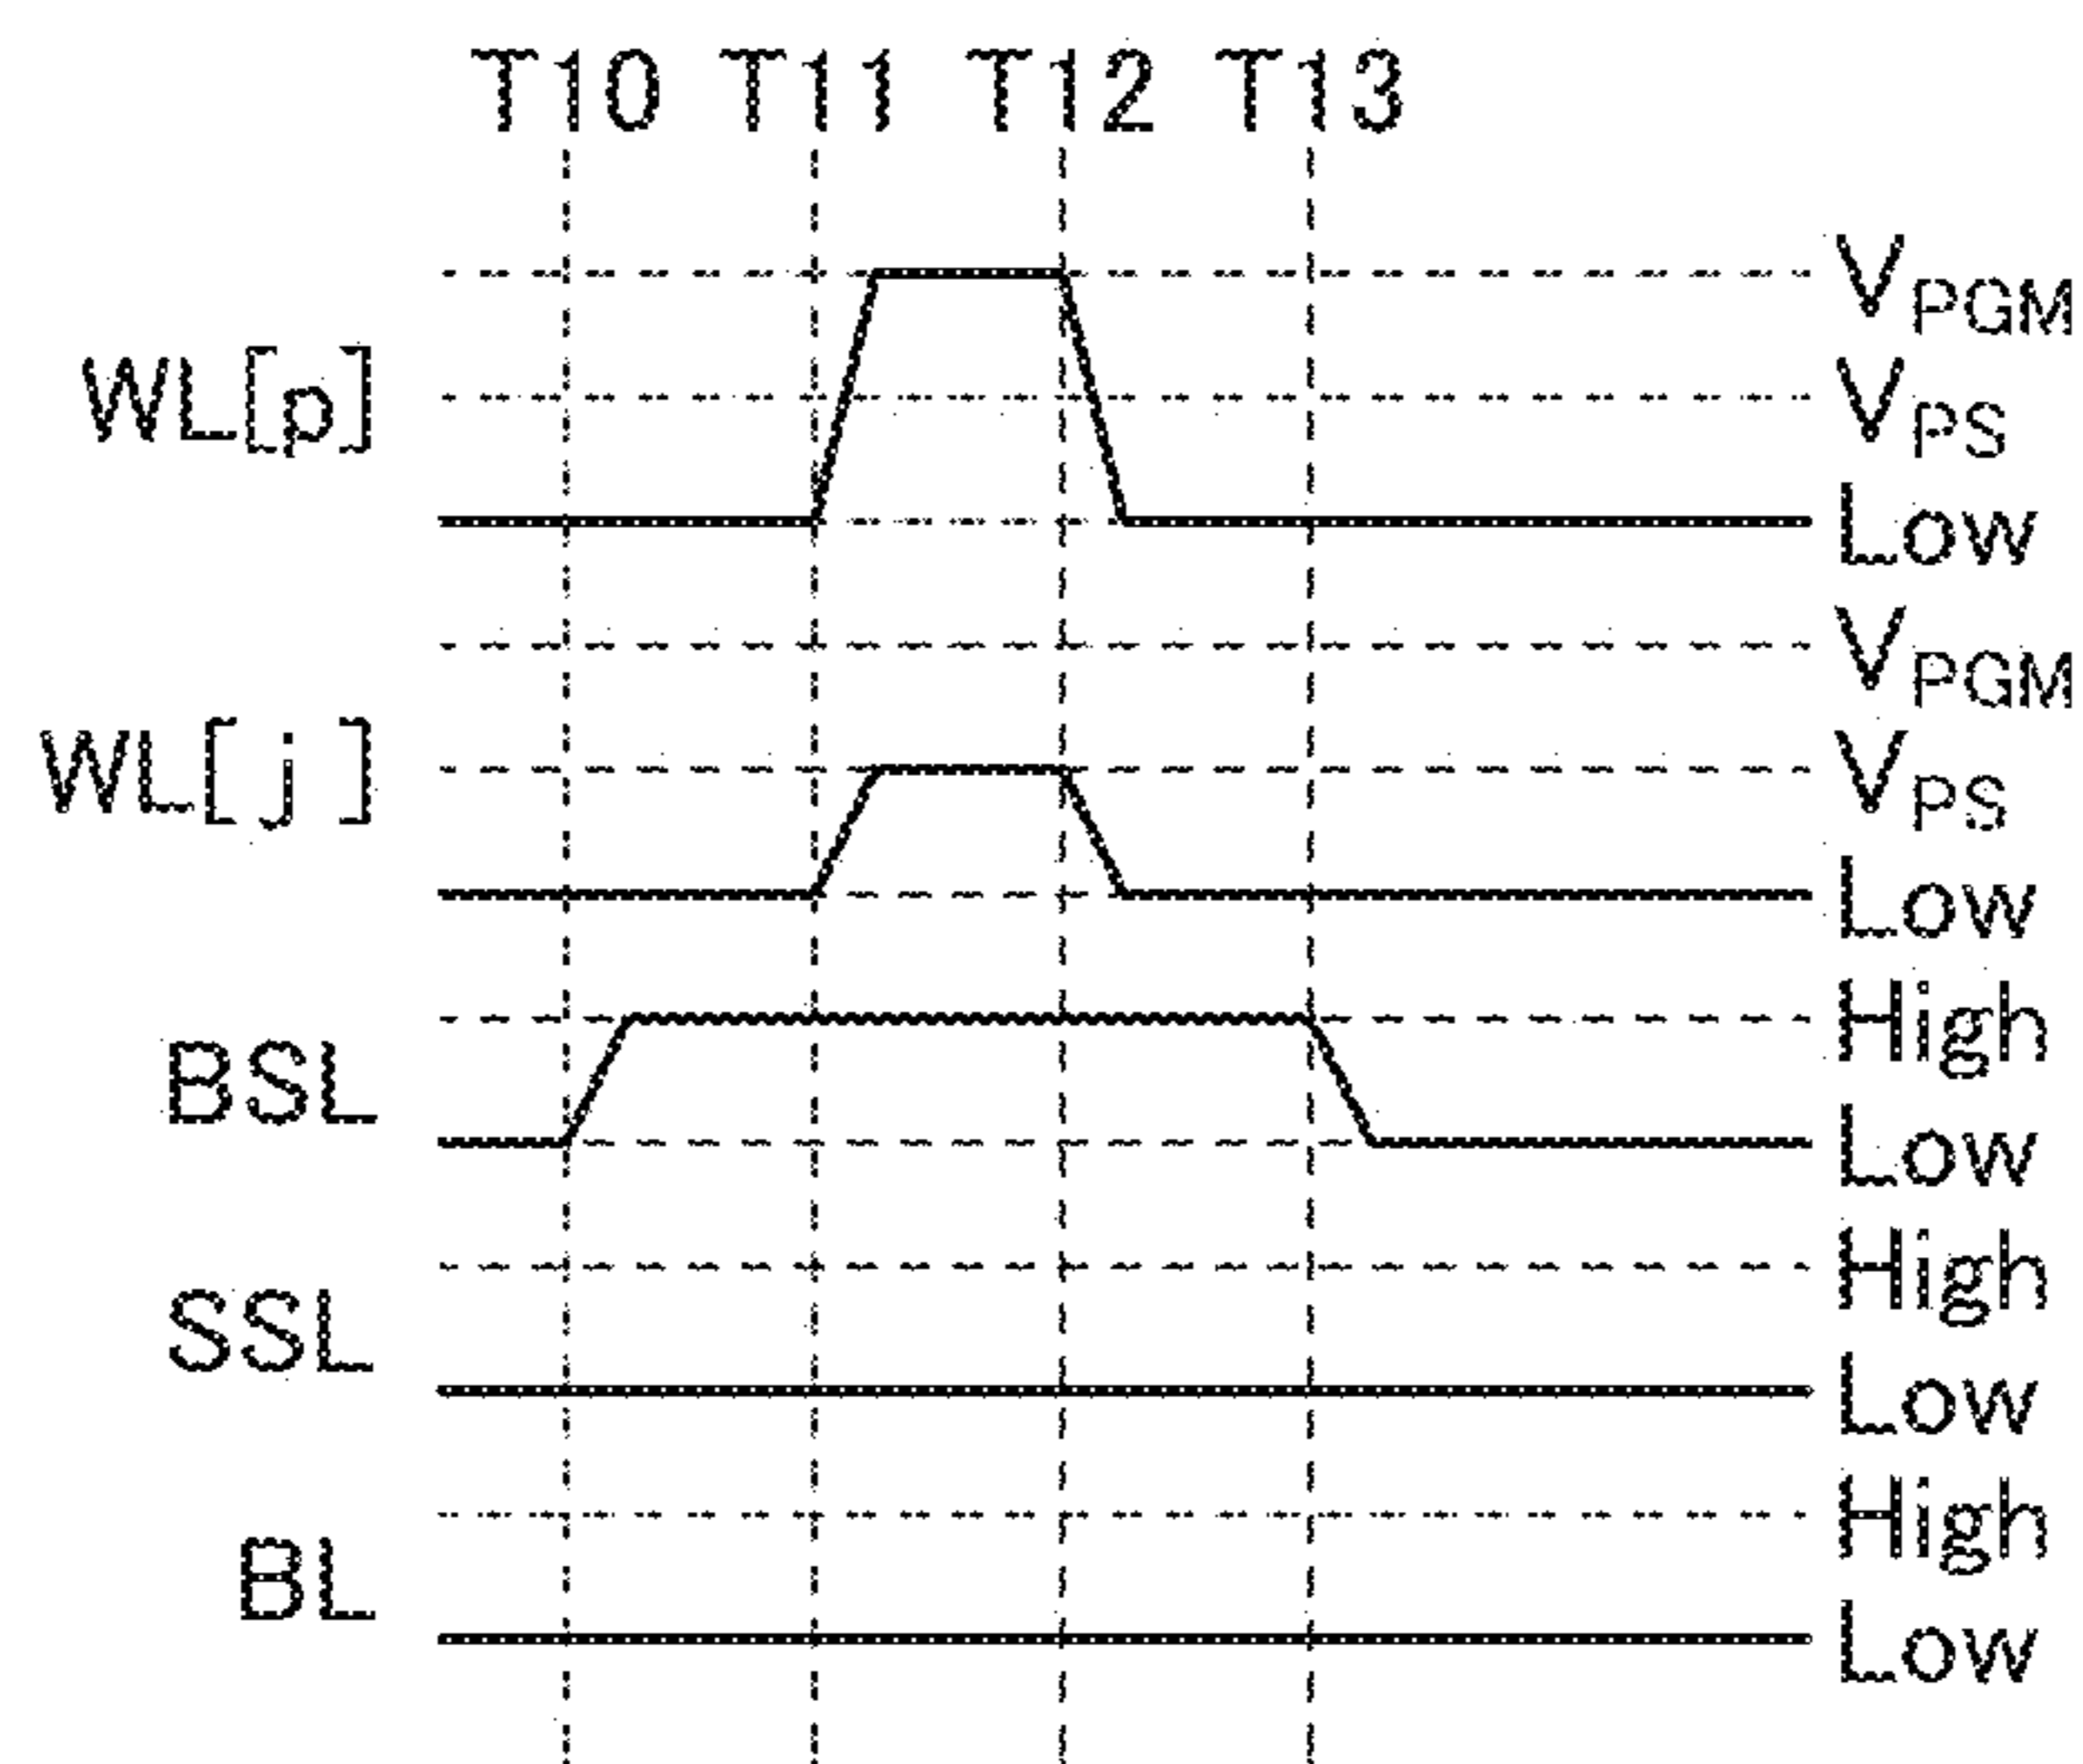 T10 T11 T12 T13
WL[p]
VPGM
VPS
Low
WL[j]
VPGM
VPS
Low
BSL
High
Low
SSL
High
Low
BL
High
Low